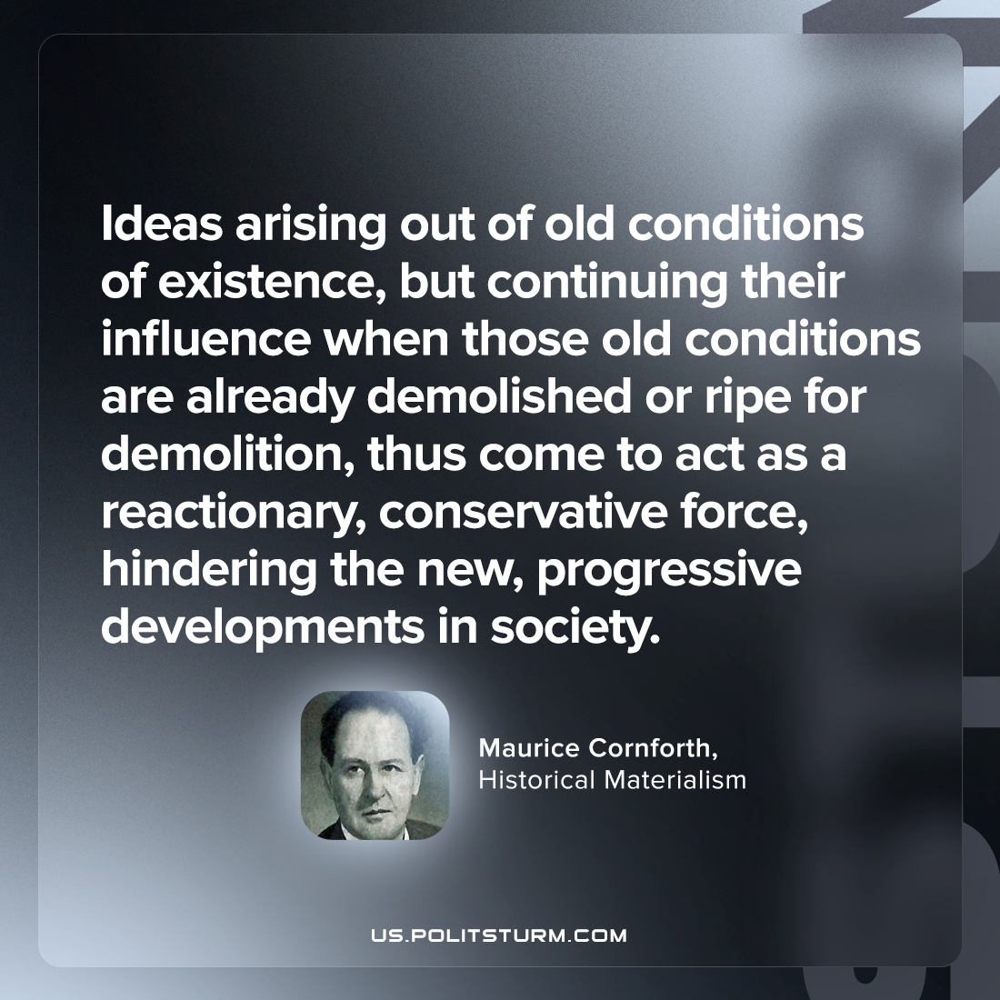 Ideas arising out of old conditions
of existence, but continuing their
influence when those old conditions
are already demolished or ripe for
demolition, thus come to act as a
reactionary, conservative force,
hindering the new, progressive
developments in society.
Maurice Cornforth,
Historical Materialism
US.POLITSTURM.COM